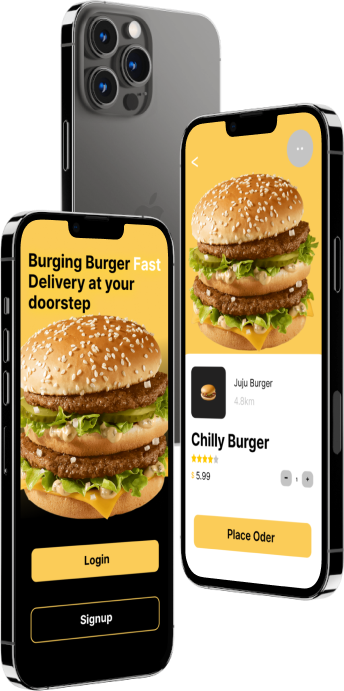 Burging Burger Fast
Delivery at your
doorstep
Login
Signup
<
Juju Burger
4.8km
Chilly Burger
$ 5.99
- 1 +
Place Oder